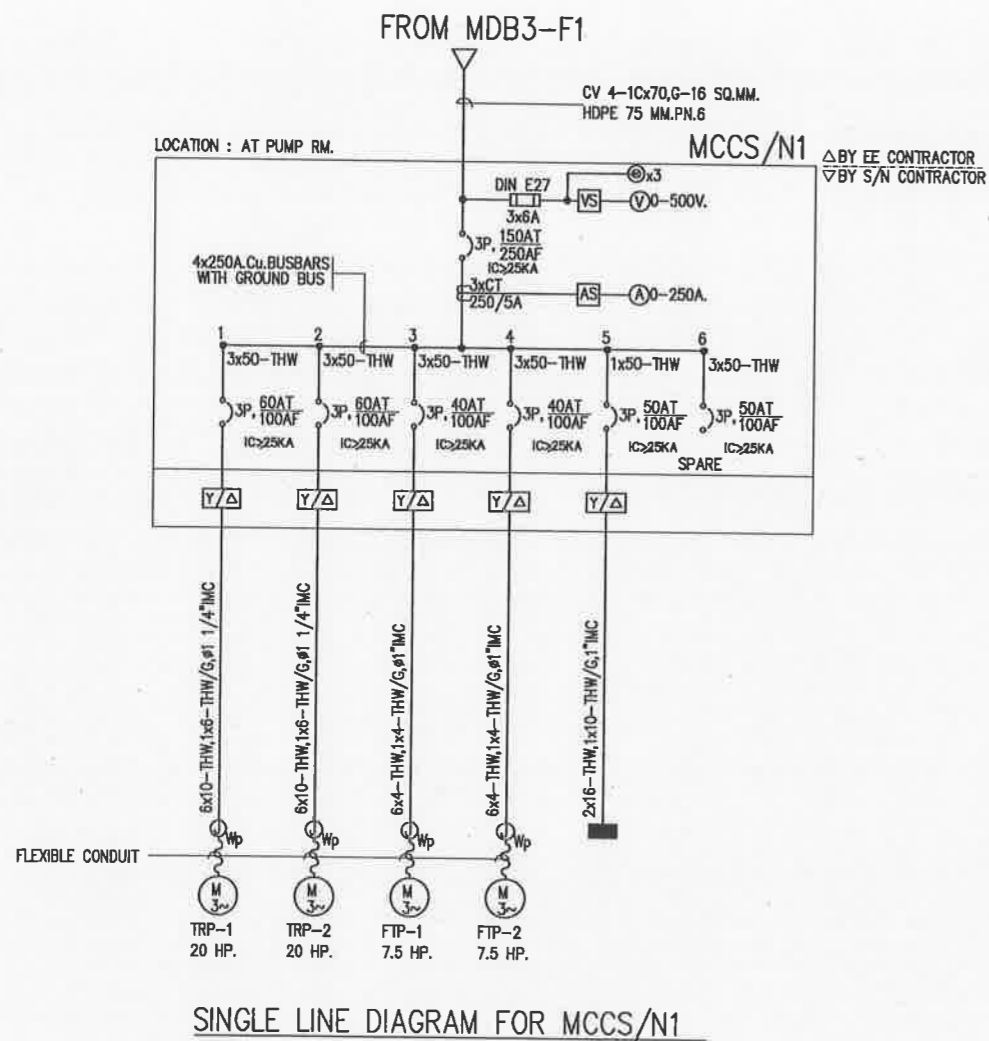 FROM MDB3-F1
CV 4-1Cx70,G-16 SQ.MM.
HDPE 75 MM.PN.6
LOCATION : AT PUMP RM.
MCCS/N1
△BY EE CONTRACTOR
▽BY S/N CONTRACTOR
ⓔx3
DIN E27
3x6A
VS
V
0-500V.
3P, 150AT
250AF
IC≥25KA
4x250A.Cu.BUSBARS
WITH GROUND BUS
3xCT
250/5A
AS
A
0-250A.
1 2 3 4 5 6
3x50-THW 3x50-THW 3x50-THW 3x50-THW 1x50-THW 3x50-THW
3P, 60AT 3P, 60AT 3P, 40AT 3P, 40AT 3P, 50AT 3P, 50AT
100AF 100AF 100AF 100AF 100AF 100AF
IC≥25KA IC≥25KA IC≥25KA IC≥25KA IC≥25KA IC≥25KA
SPARE
Y/△ Y/△ Y/△ Y/△ Y/△
6x10-THW,1x6-THW/G,ø1 1/4"IMC
6x10-THW,1x6-THW/G,ø1 1/4"IMC
6x4-THW,1x4-THW/G,ø1"IMC
6x4-THW,1x4-THW/G,ø1"IMC
2x16-THW,1x10-THW/G,1"IMC
Wp Wp Wp Wp
FLEXIBLE CONDUIT
M M M M
3~ 3~ 3~ 3~
TRP-1 TRP-2 FTP-1 FTP-2
20 HP. 20 HP. 7.5 HP. 7.5 HP.
SINGLE LINE DIAGRAM FOR MCCS/N1